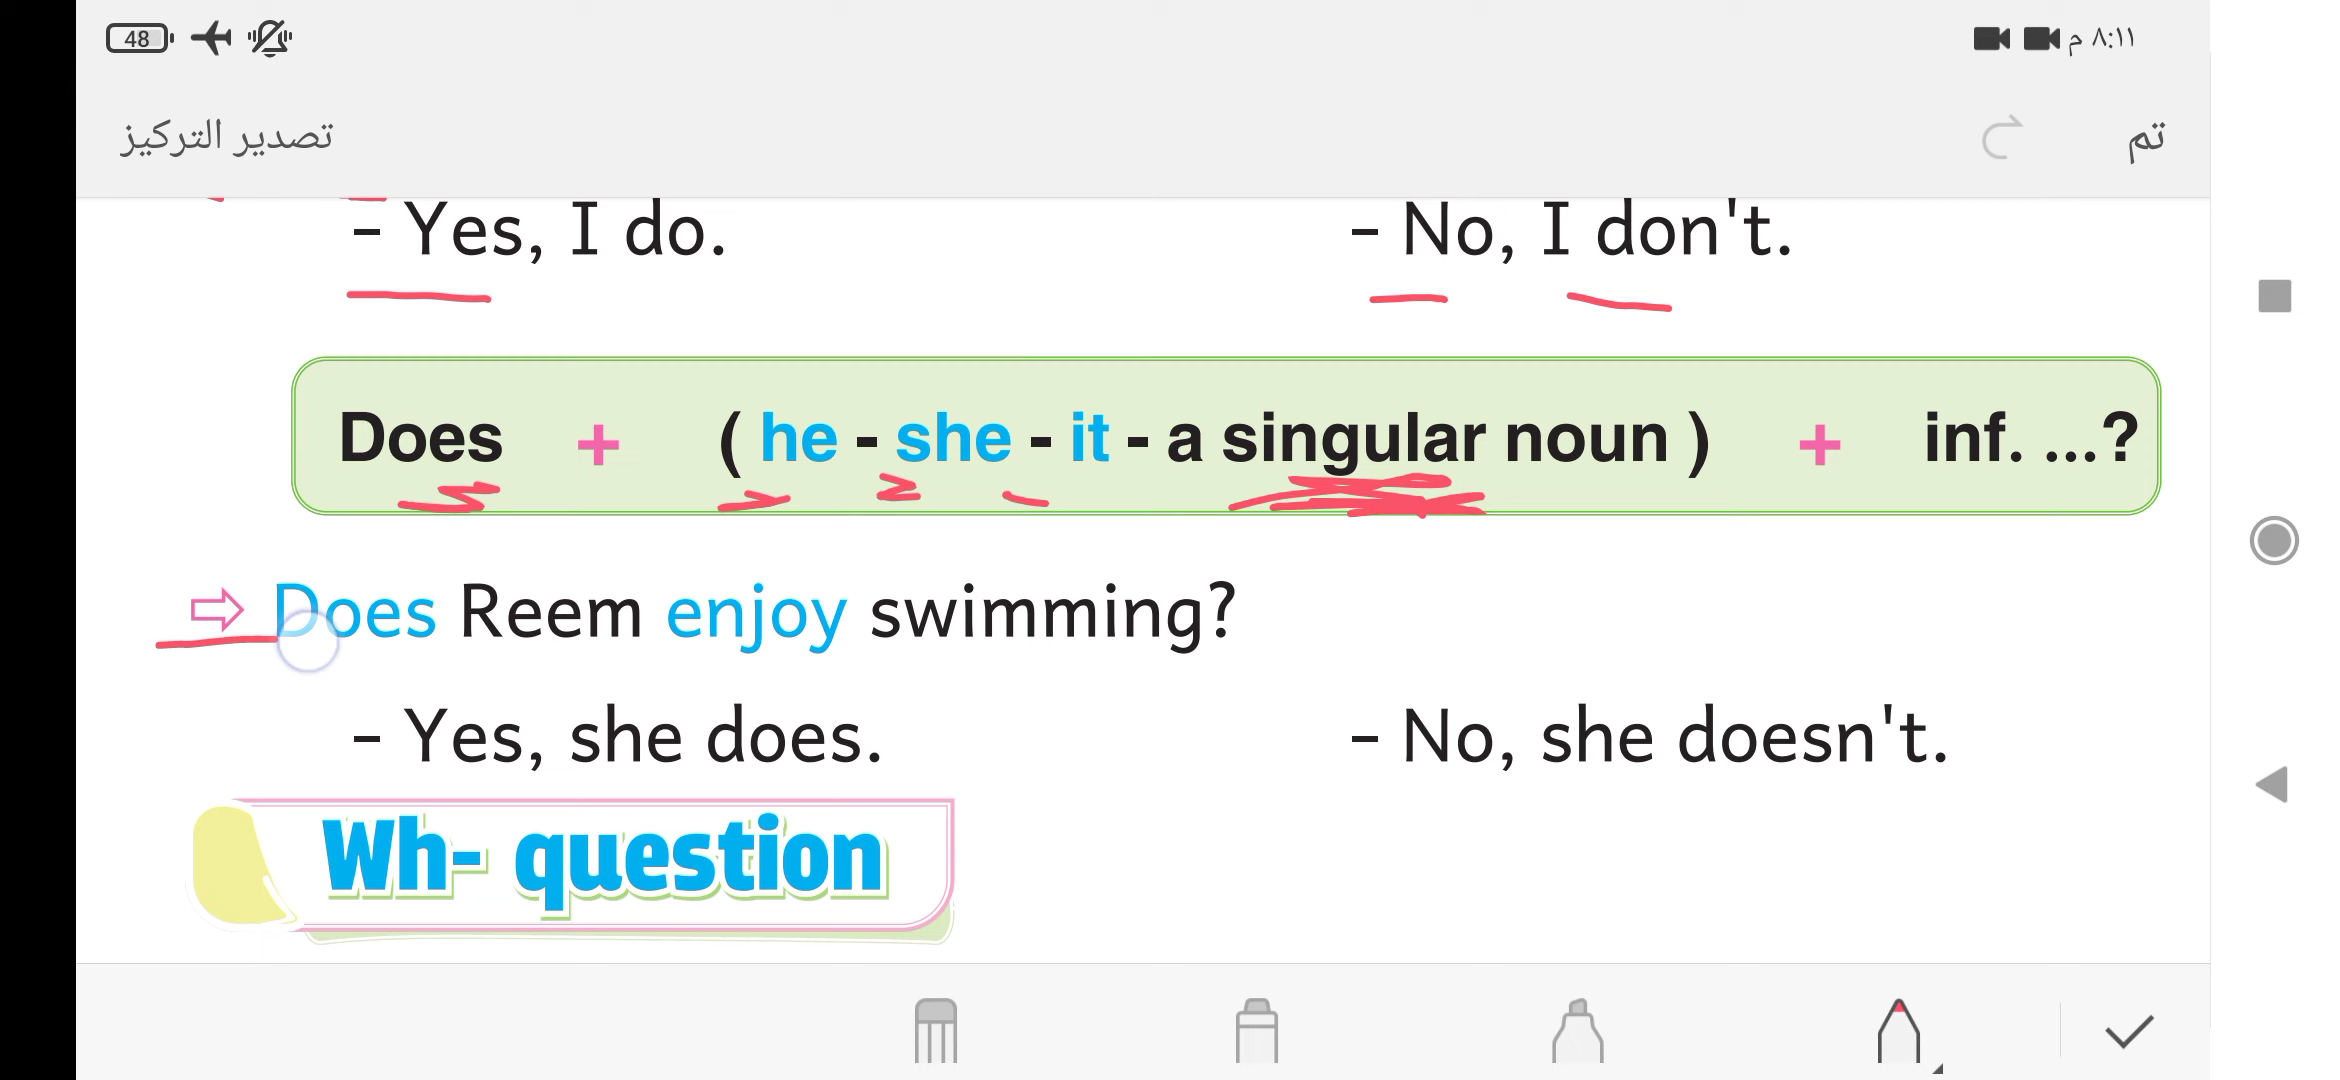 48 م ٨:١١
تصدير التركيز تم
- Yes, I do. - No, I don't.
Does + ( he - she - it - a singular noun ) + inf. ...?
⇨ Does Reem enjoy swimming?
- Yes, she does. - No, she doesn't.
Wh- question